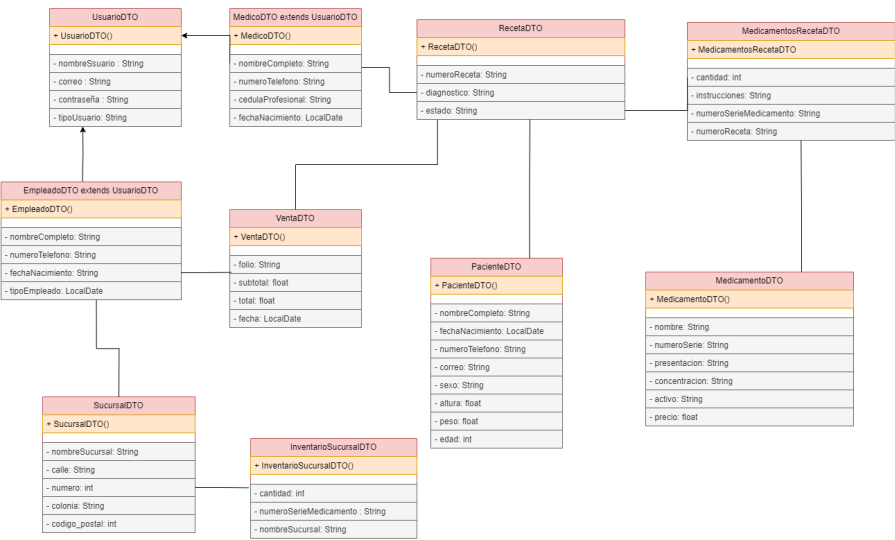 UsuarioDTO
+ UsuarioDTO()
- nombreSsuario : String
- correo : String
- contraseña : String
- tipoUsuario: String
MedicoDTO extends UsuarioDTO
+ MedicoDTO()
- nombreCompleto: String
- numeroTelefono: String
- cedulaProfesional: String
- fechaNacimiento: LocalDate
RecetaDTO
+ RecetaDTO()
- numeroReceta: String
- diagnostico: String
- estado: String
MedicamentosRecetaDTO
+ MedicamentosRecetaDTO
- cantidad: int
- instrucciones: String
- numeroSerieMedicamento: String
- numeroReceta: String
EmpleadoDTO extends UsuarioDTO
+ EmpleadoDTO()
- nombreCompleto: String
- numeroTelefono: String
- fechaNacimiento: String
- tipoEmpleado: LocalDate
VentaDTO
+ VentaDTO()
- folio: String
- subtotal: float
- total: float
- fecha: LocalDate
PacienteDTO
+ PacienteDTO()
- nombreCompleto: String
- fechaNacimiento: LocalDate
- numeroTelefono: String
- correo: String
- sexo: String
- altura: float
- peso: float
- edad: int
MedicamentoDTO
+ MedicamentoDTO()
- nombre: String
- numeroSerie: String
- presentacion: String
- concentracion: String
- activo: String
- precio: float
SucursalDTO
+ SucursalDTO()
- nombreSucursal: String
- calle: String
- numero: int
- colonia: String
- codigo_postal: int
InventarioSucursalDTO
+ InventarioSucursalDTO()
- cantidad: int
- numeroSerieMedicamento : String
- nombreSucursal: String